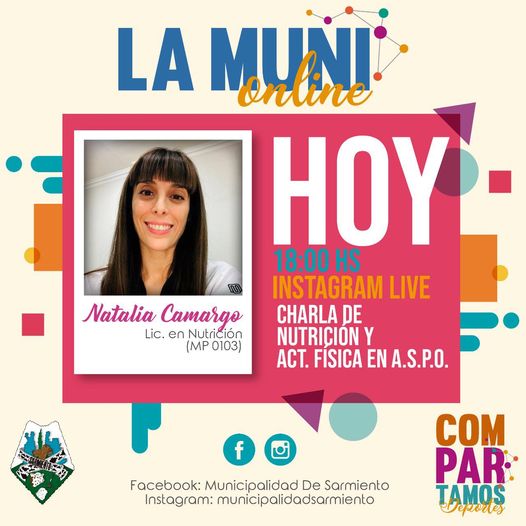 LA MUNI
online
HOY
18:00 HS
INSTAGRAM LIVE
CHARLA DE
NUTRICIÓN Y
ACT. FÍSICA EN A.S.P.O.
Natalia Camargo
Lic. en Nutrición
(MP 0103)
SARMIENTO
COM
PAR
TAMOS
Deportes
Facebook: Municipalidad De Sarmiento
Instagram: municipalidadsarmiento